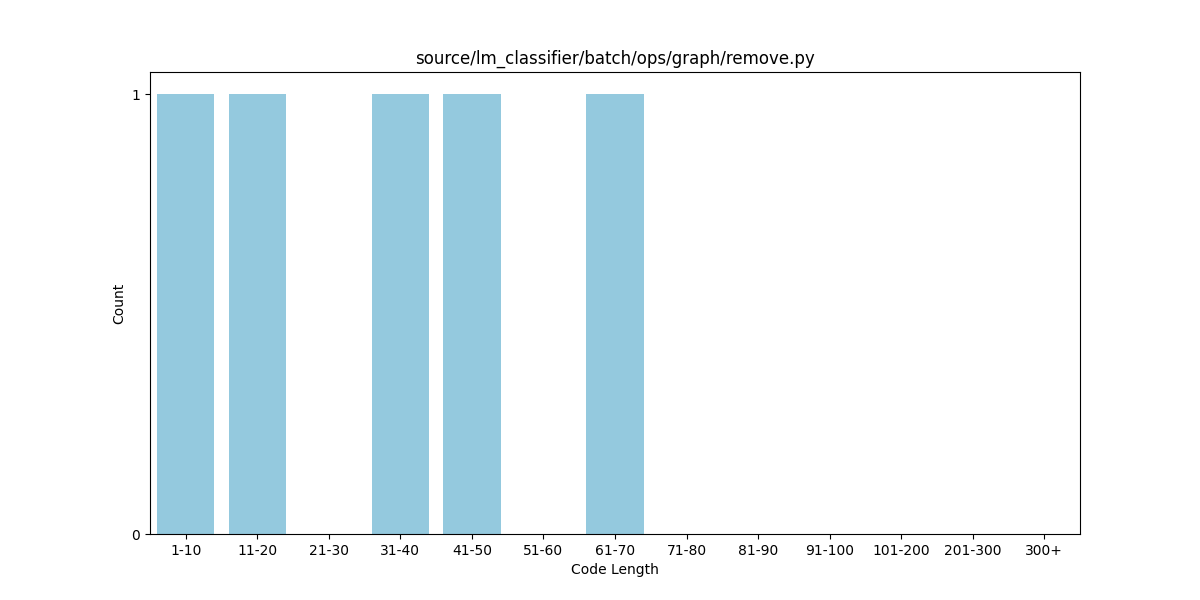 source/lm_classifier/batch/ops/graph/remove.py
1
Count
0
1-10 11-20 21-30 31-40 41-50 51-60 61-70 71-80 81-90 91-100 101-200 201-300 300+
Code Length